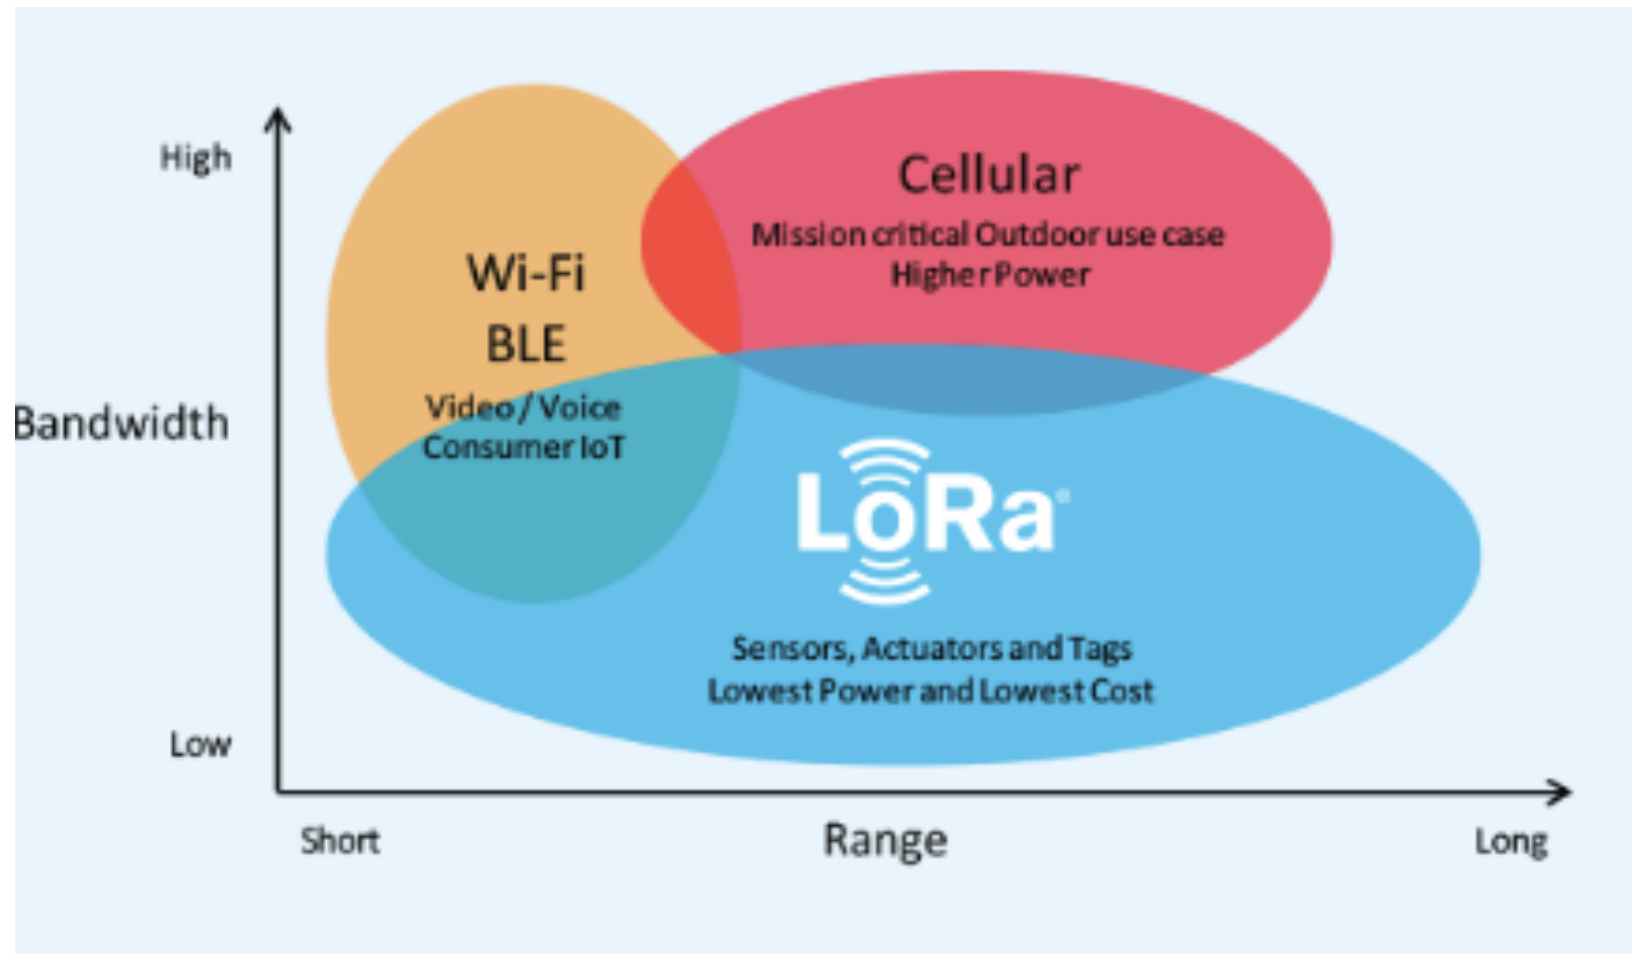 High
Cellular
Mission critical Outdoor use case
Higher Power
Wi-Fi
BLE
Video / Voice
Consumer IoT
Bandwidth
LoRa®
Sensors, Actuators and Tags
Lowest Power and Lowest Cost
Low
Short
Range
Long